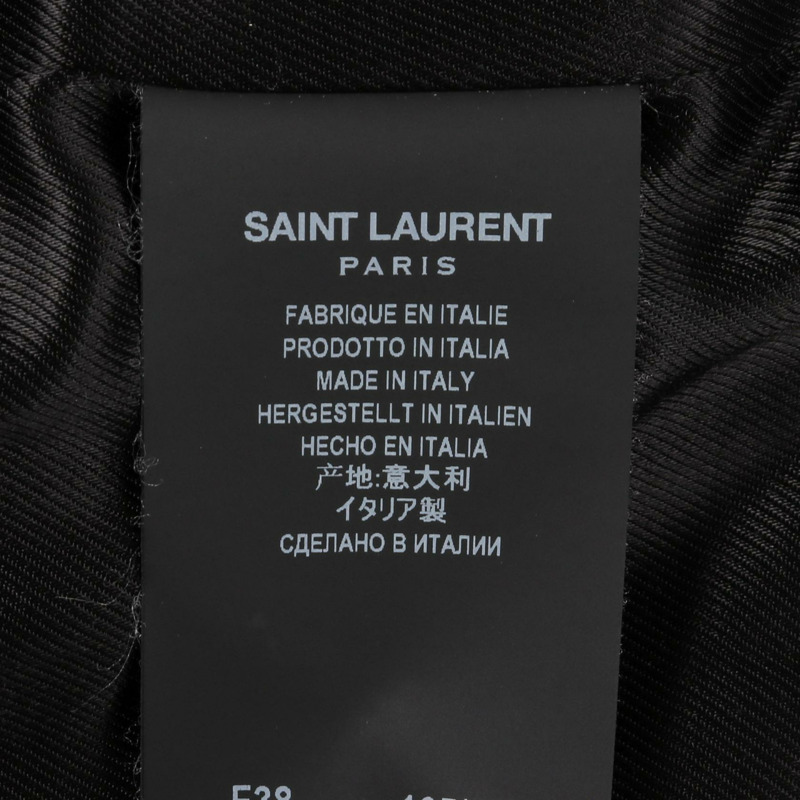 SAINT LAURENT
PARIS
FABRIQUE EN ITALIE
PRODOTTO IN ITALIA
MADE IN ITALY
HERGESTELLT IN ITALIEN
HECHO EN ITALIA
产地:意大利
イタリア製
СДЕЛАНО В ИТАЛИИ
F38